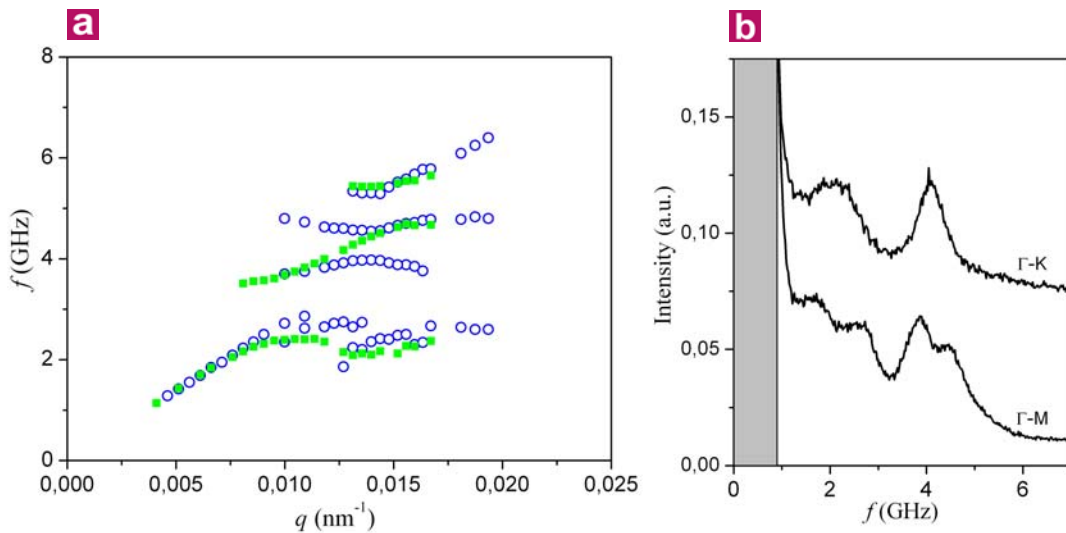 a
8
6
4
2
0
f (GHz)
0,000 0,005 0,010 0,015 0,020 0,025
q (nm⁻¹)
b
0,15
0,10
0,05
0,00
Intensity (a.u.)
Γ-K
Γ-M
0 2 4 6
f (GHz)